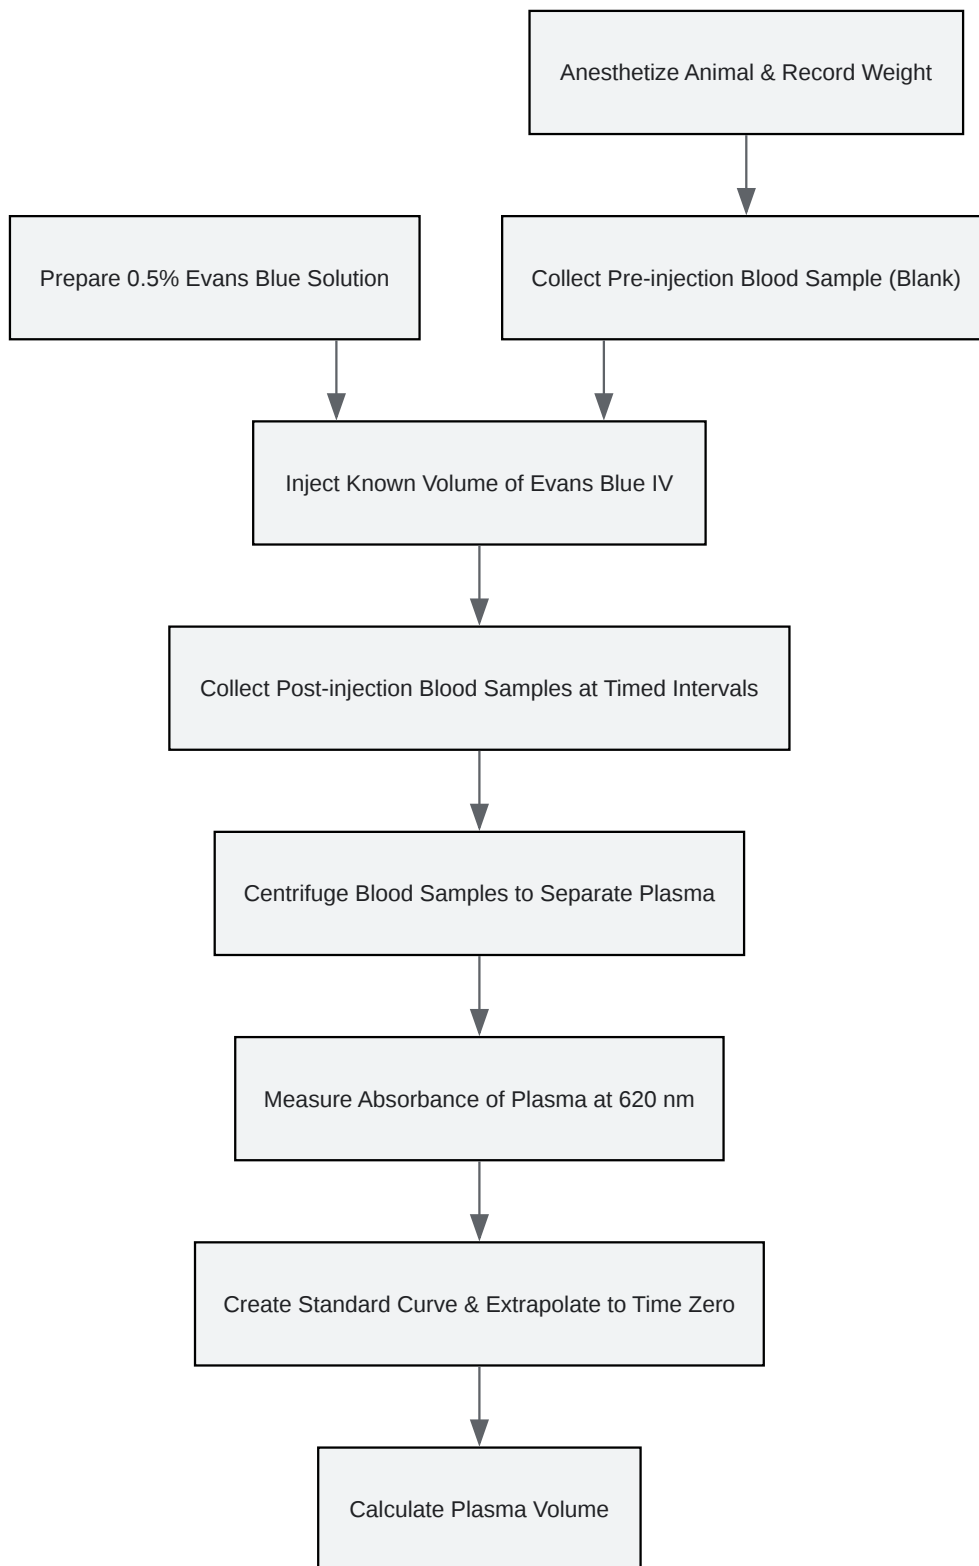 Anesthetize Animal & Record Weight
Prepare 0.5% Evans Blue Solution
Collect Pre-injection Blood Sample (Blank)
Inject Known Volume of Evans Blue IV
Collect Post-injection Blood Samples at Timed Intervals
Centrifuge Blood Samples to Separate Plasma
Measure Absorbance of Plasma at 620 nm
Create Standard Curve & Extrapolate to Time Zero
Calculate Plasma Volume